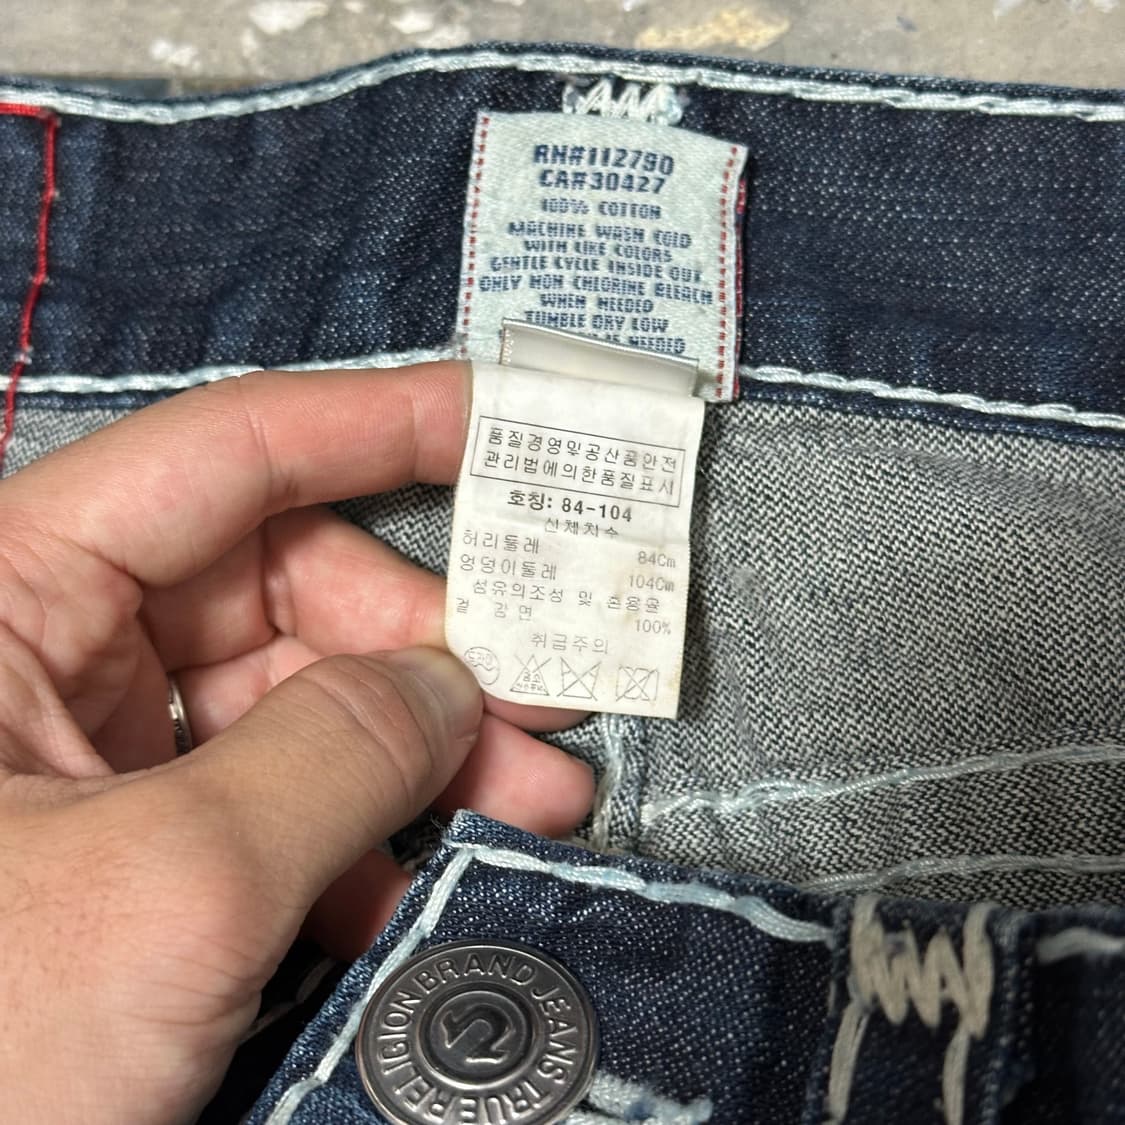 RN#112790
CA#30427
100% COTTON
MACHINE WASH COLD
WITH LIKE COLORS
GENTLE CYCLE INSIDE OUT
ONLY NON CHLORINE BLEACH
WHEN NEEDED
TUMBLE DRY LOW
NEEDED
품질경영및공산품안전
관리법에의한품질표시
호칭: 84-104
신체치수
허리둘레 84Cm
엉덩이둘레 104Cm
섬유의조성 및 혼용율
겉감 면 100%
취급주의
TRUE RELIGION BRAND JEANS